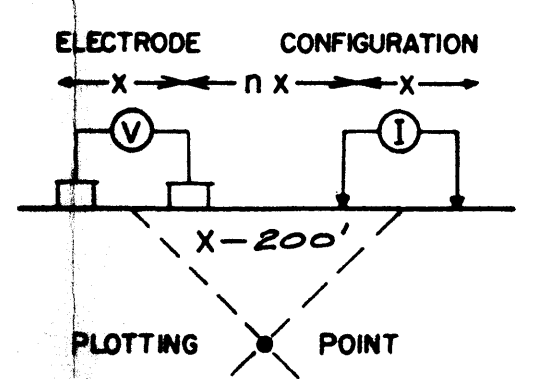 ELECTRODE CONFIGURATION
x n x x
V I
X-200'
PLOTTING POINT